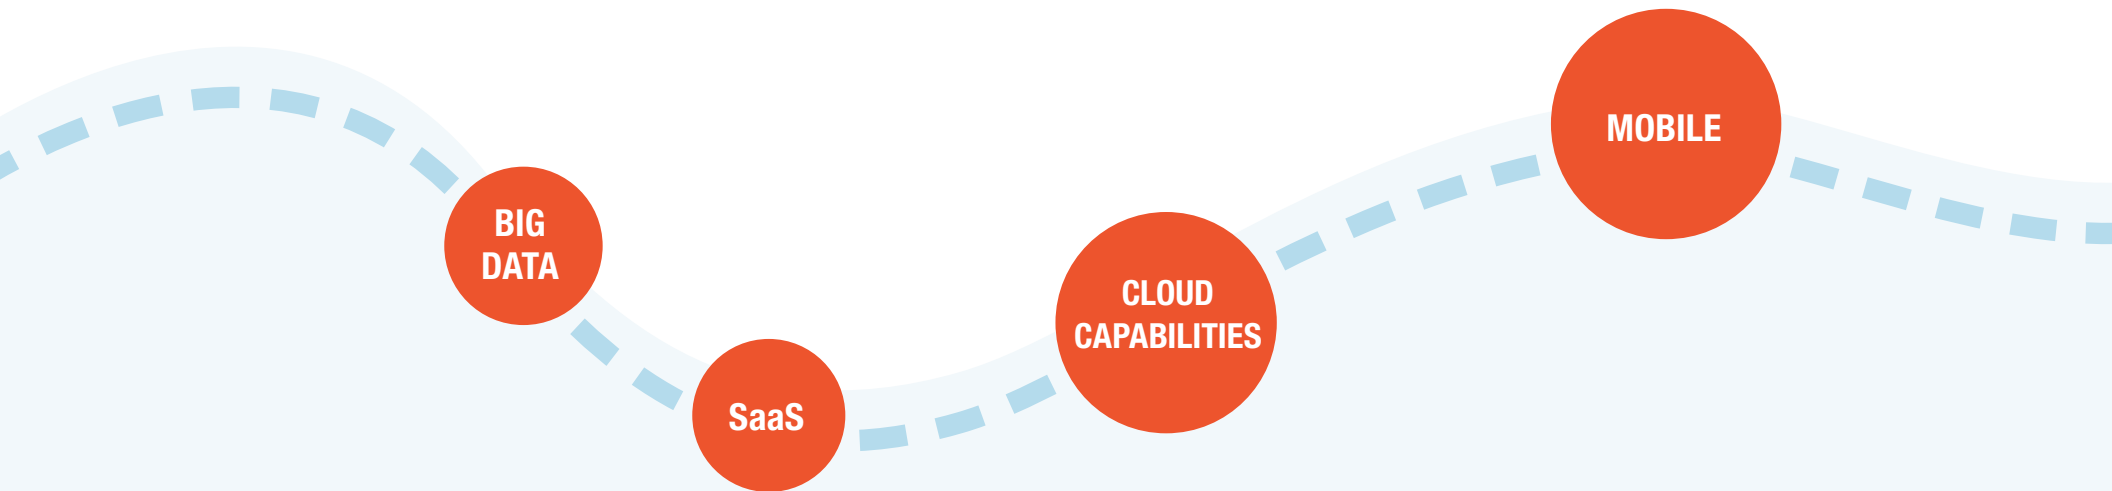 BIG
DATA
SaaS
CLOUD
CAPABILITIES
MOBILE